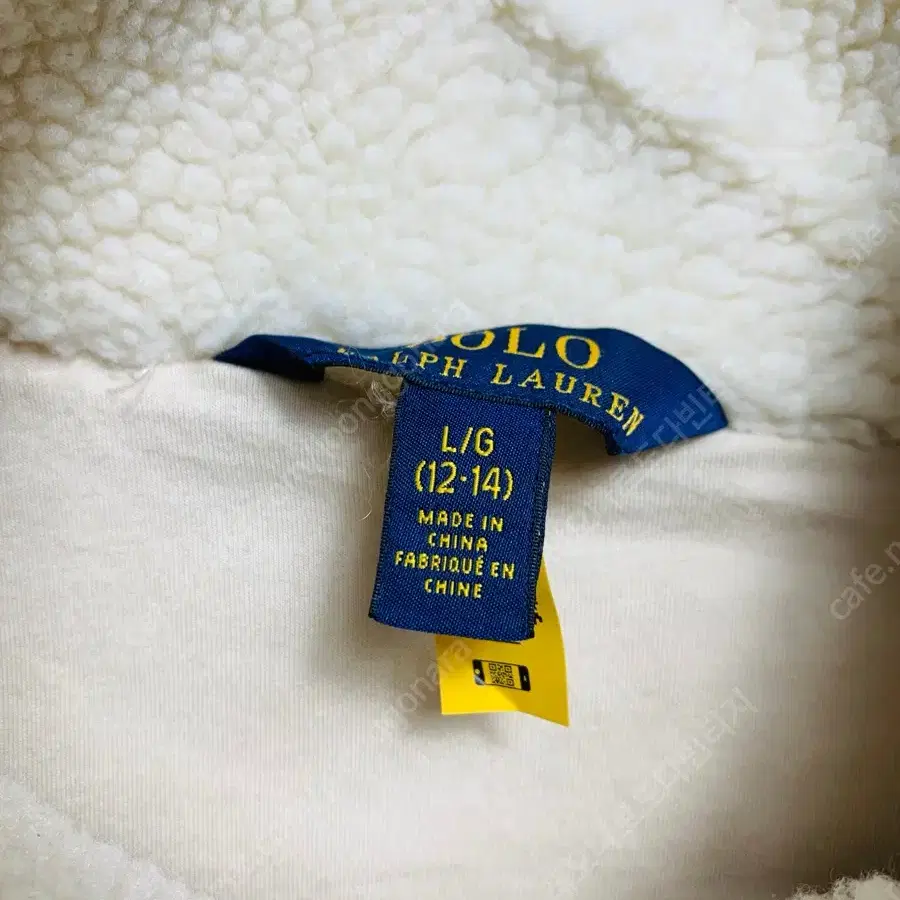 POLO
RALPH LAUREN
L/G
(12·14)
MADE IN
CHINA
FABRIQUÉ EN
CHINE